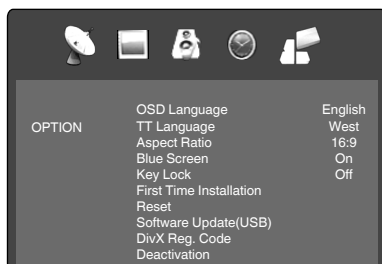 OPTION
OSD Language English
TT Language West
Aspect Ratio 16:9
Blue Screen On
Key Lock Off
First Time Installation
Reset
Software Update(USB)
DivX Reg. Code
Deactivation